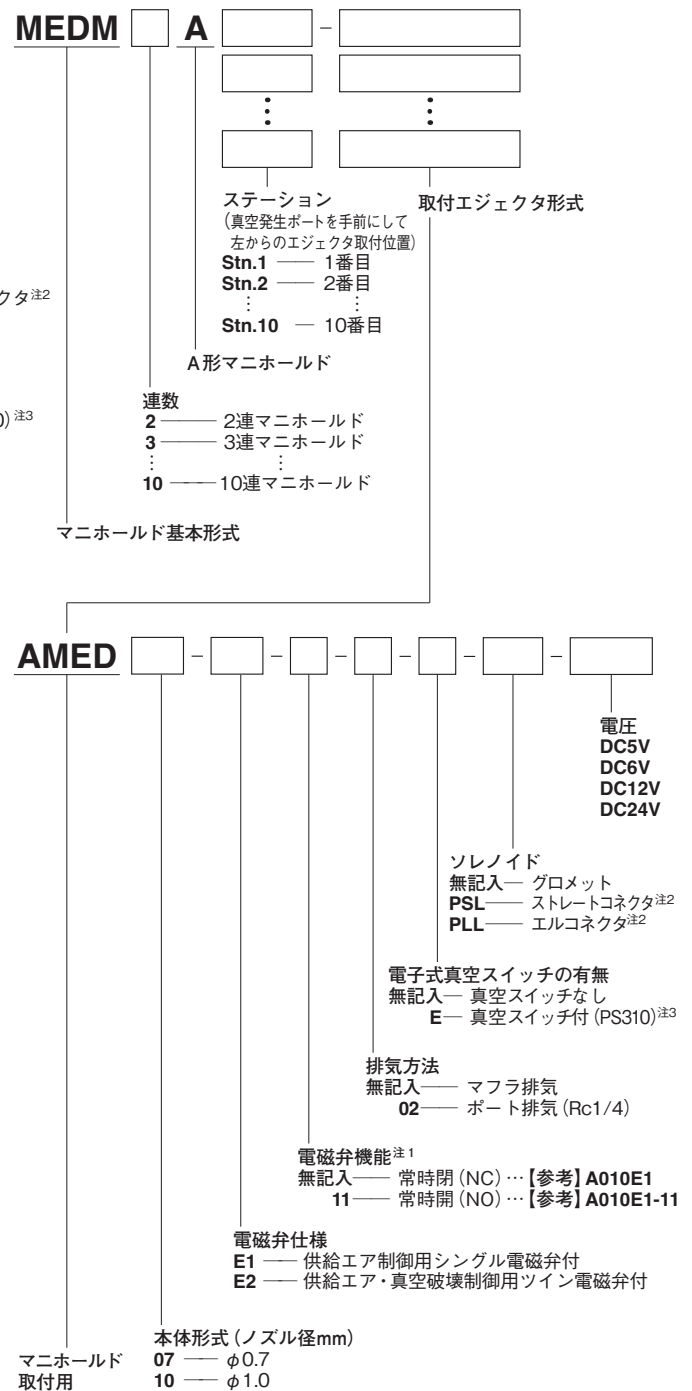 MEDM A −
ステーション
(真空発生ポートを手前にして
左からのエジェクタ取付位置)
Stn.1 —— 1番目
Stn.2 —— 2番目
⋮ ⋮
Stn.10 — 10番目
取付エジェクタ形式
クタ注2
A形マニホールド
0)注3
連数
2 ——— 2連マニホールド
3 ——— 3連マニホールド
⋮ ⋮
10 ——— 10連マニホールド
マニホールド基本形式
AMED − − − − − −
電圧
DC5V
DC6V
DC12V
DC24V
ソレノイド
無記入— グロメット
PSL—— ストレートコネクタ注2
PLL—— エルコネクタ注2
電子式真空スイッチの有無
無記入— 真空スイッチなし
E— 真空スイッチ付(PS310)注3
排気方法
無記入—— マフラ排気
02—— ポート排気(Rc1/4)
電磁弁機能注1
無記入—— 常時閉(NC)…【参考】A010E1
11—— 常時開(NO)…【参考】A010E1-11
電磁弁仕様
E1 —— 供給エア制御用シングル電磁弁付
E2 —— 供給エア・真空破壊制御用ツイン電磁弁付
本体形式(ノズル径mm)
07 —— φ0.7
10 —— φ1.0
マニホールド
取付用